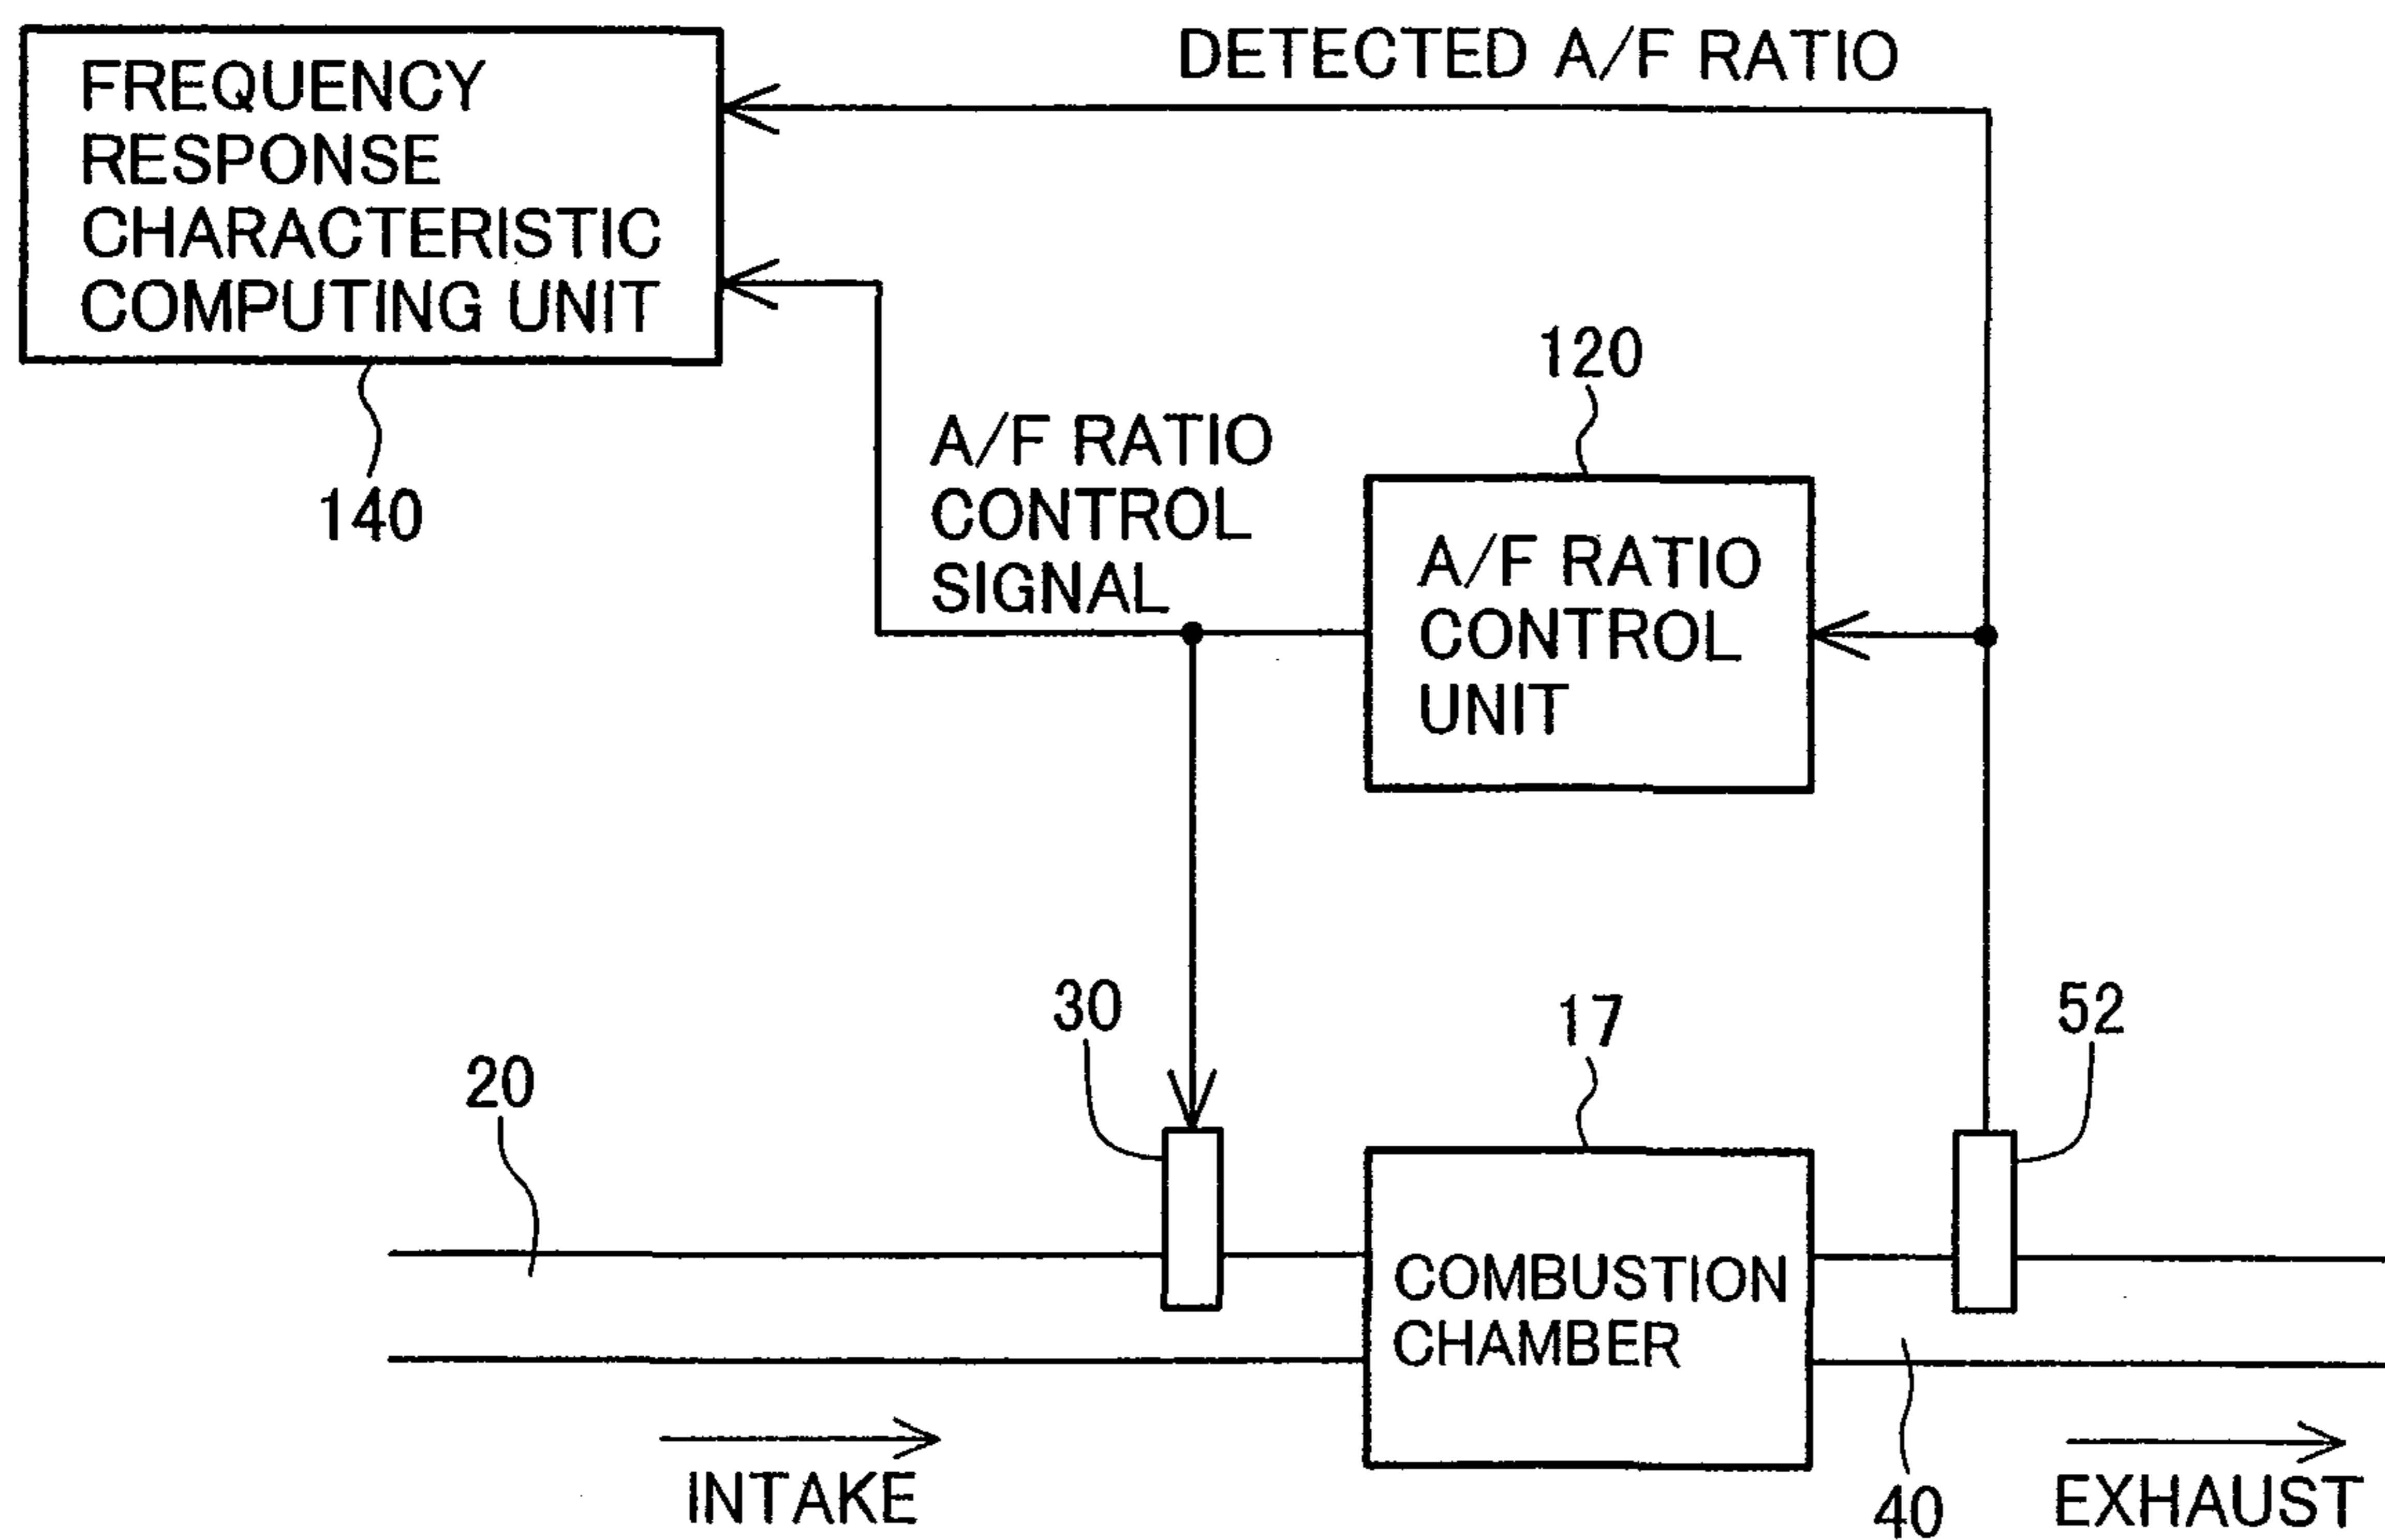 DETECTED A/F RATIO
FREQUENCY
RESPONSE
CHARACTERISTIC
COMPUTING UNIT
140
A/F RATIO
CONTROL
SIGNAL
120
A/F RATIO
CONTROL
UNIT
30
17
52
20
COMBUSTION
CHAMBER
INTAKE
40
EXHAUST